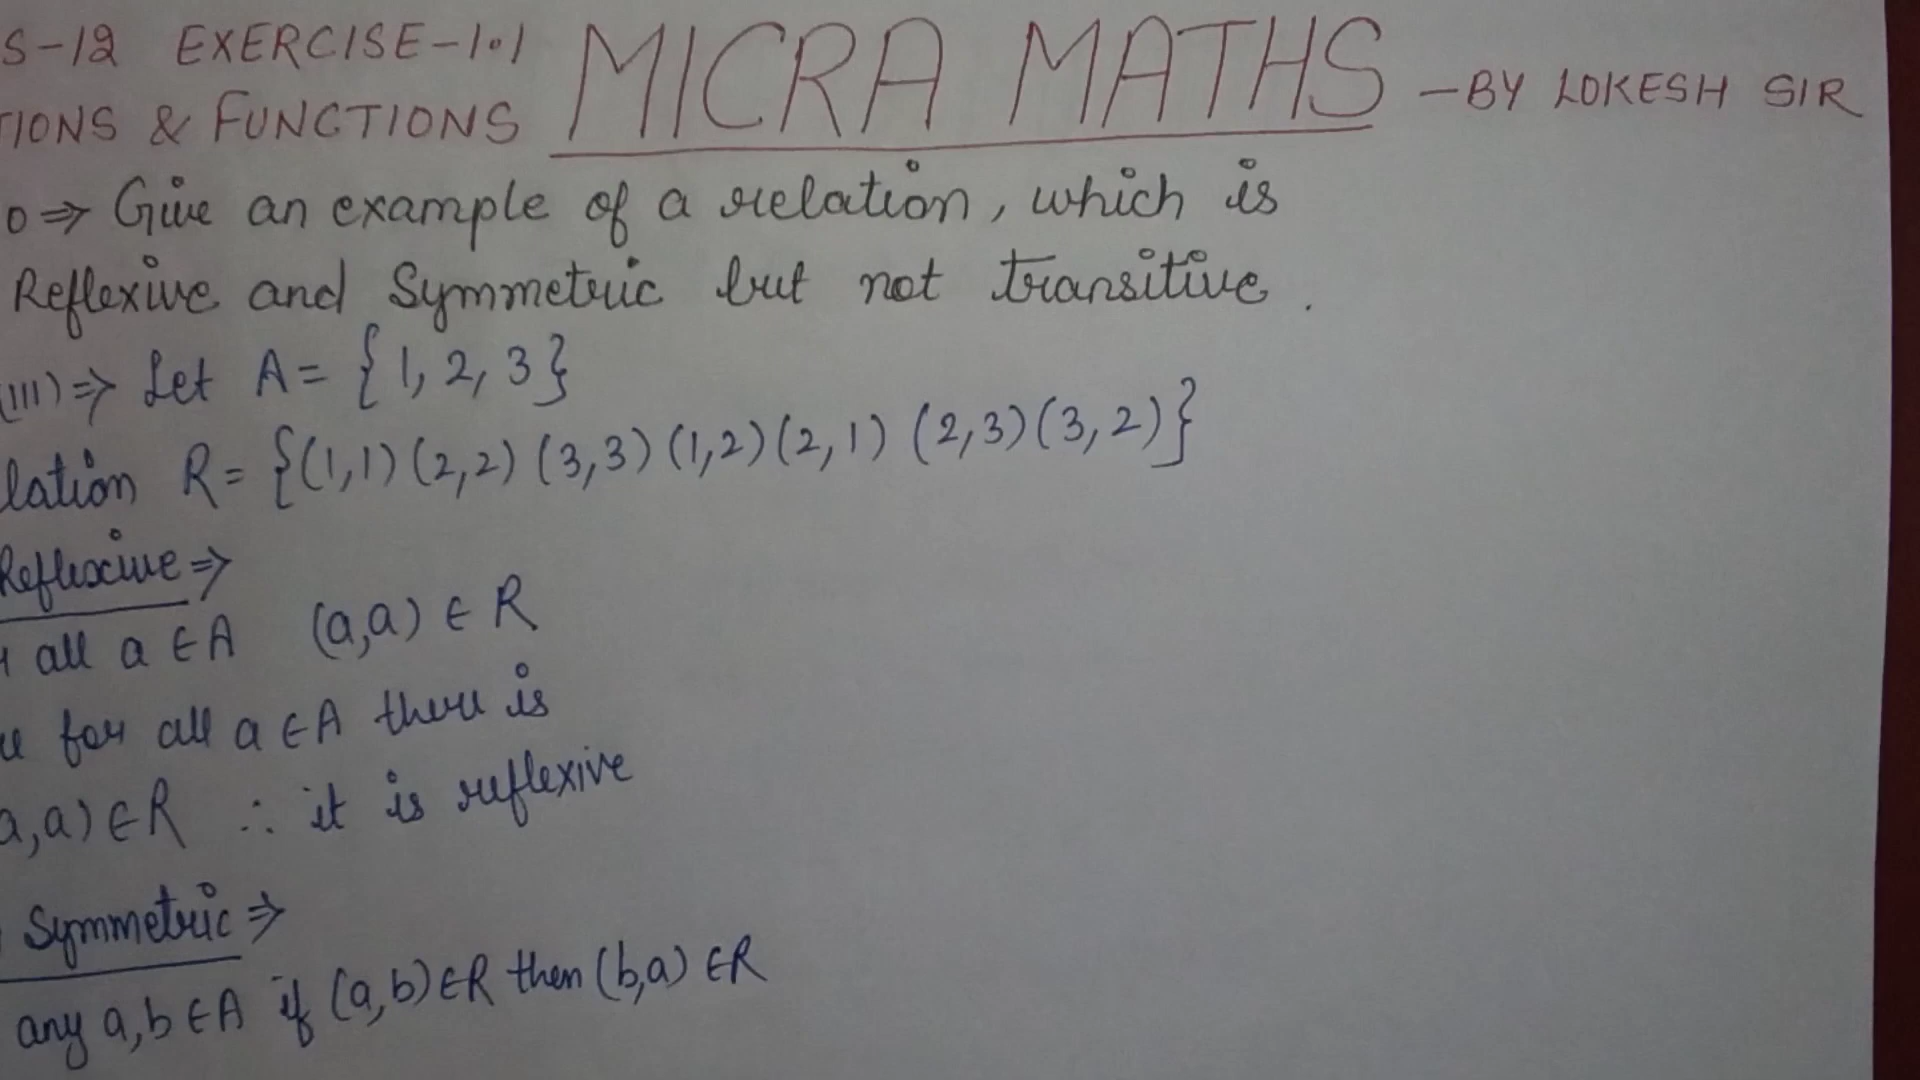 S-12 EXERCISE-1.1 MICRA MATHS -BY LOKESH SIR
TIONS & FUNCTIONS
0⇒ Give an example of a relation, which is
Reflexive and Symmetric but not transitive.
(III)⇒ Let A= {1, 2, 3}
lation R= {(1,1) (2,2) (3,3) (1,2) (2,1) (2,3) (3,2)}
Reflexive ⇒
all a ∈ A (a,a) ∈ R
for all a ∈ A there is
a,a) ∈ R ∴ it is reflexive
Symmetric ⇒
any a,b ∈ A if (a,b) ∈ R then (b,a) ∈ R